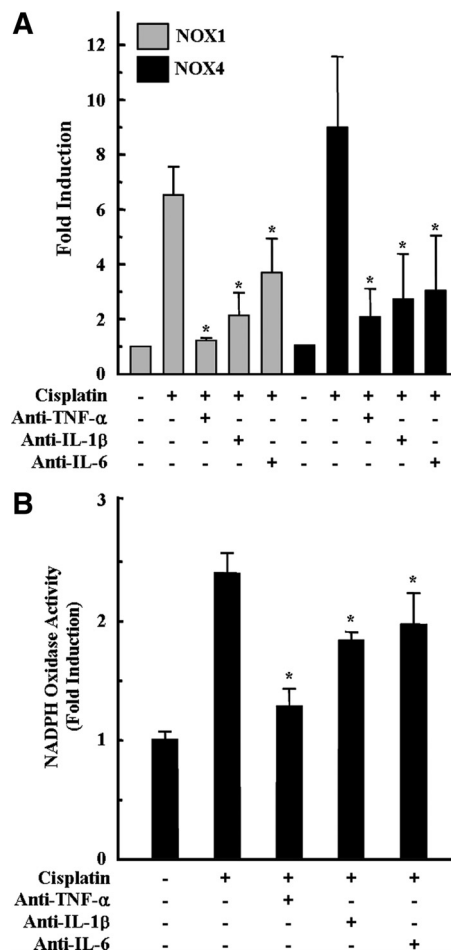 A
NOX1
NOX4
Fold Induction
12
10
8
6
4
2
0
* * * * * *
Cisplatin - + + + + - + + + +
Anti-TNF-α - - + - - - - + - -
Anti-IL-1β - - - + - - - - + -
Anti-IL-6 - - - - + - - - - +
B
NADPH Oxidase Activity
(Fold Induction)
3
2
1
0
* * *
Cisplatin - + + + +
Anti-TNF-α - - + - -
Anti-IL-1β - - - + -
Anti-IL-6 - - - - +